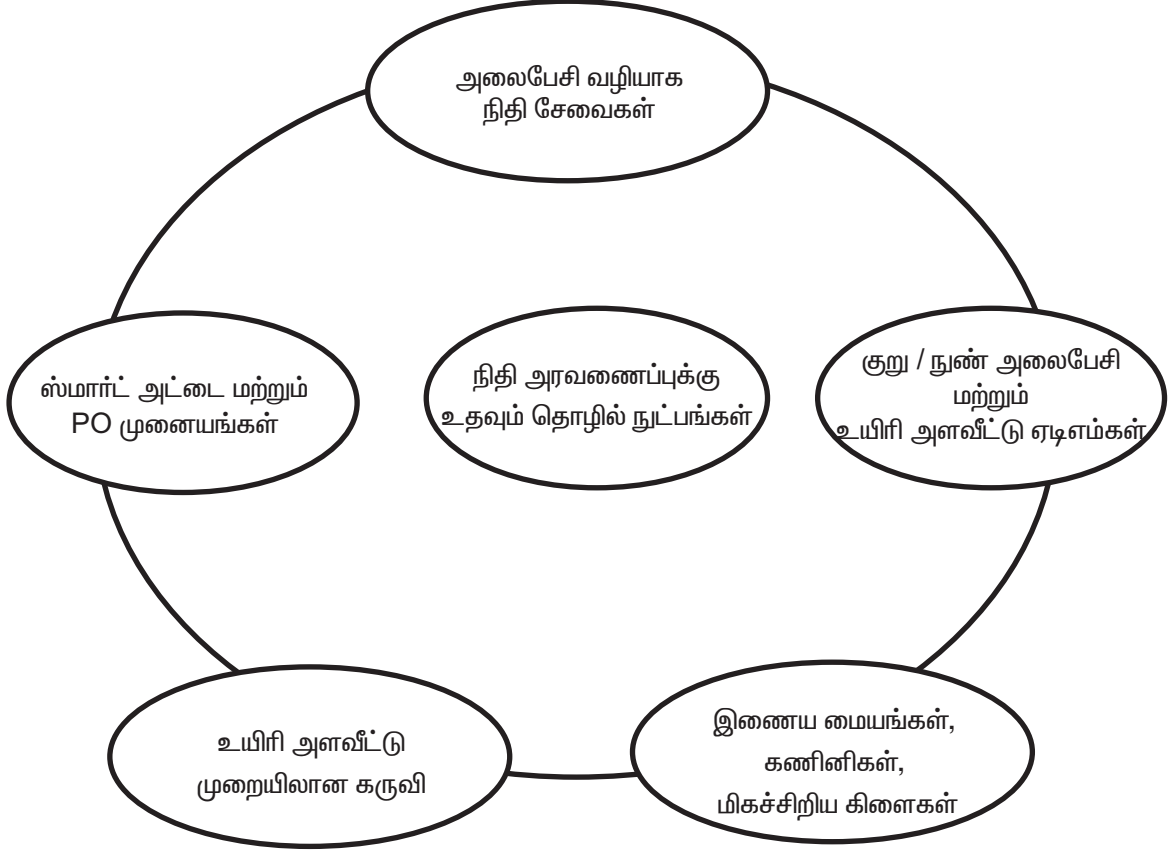 அலைபேசி வழியாக
நிதி சேவைகள்
ஸ்மார்ட் அட்டை மற்றும்
PO முனையங்கள்
நிதி அரவணைப்புக்கு
உதவும் தொழில் நுட்பங்கள்
குறு / நுண் அலைபேசி
மற்றும்
உயிரி அளவீட்டு ஏடிஎம்கள்
உயிரி அளவீட்டு
முறையிலான கருவி
இணைய மையங்கள்,
கணினிகள்,
மிகச்சிறிய கிளைகள்